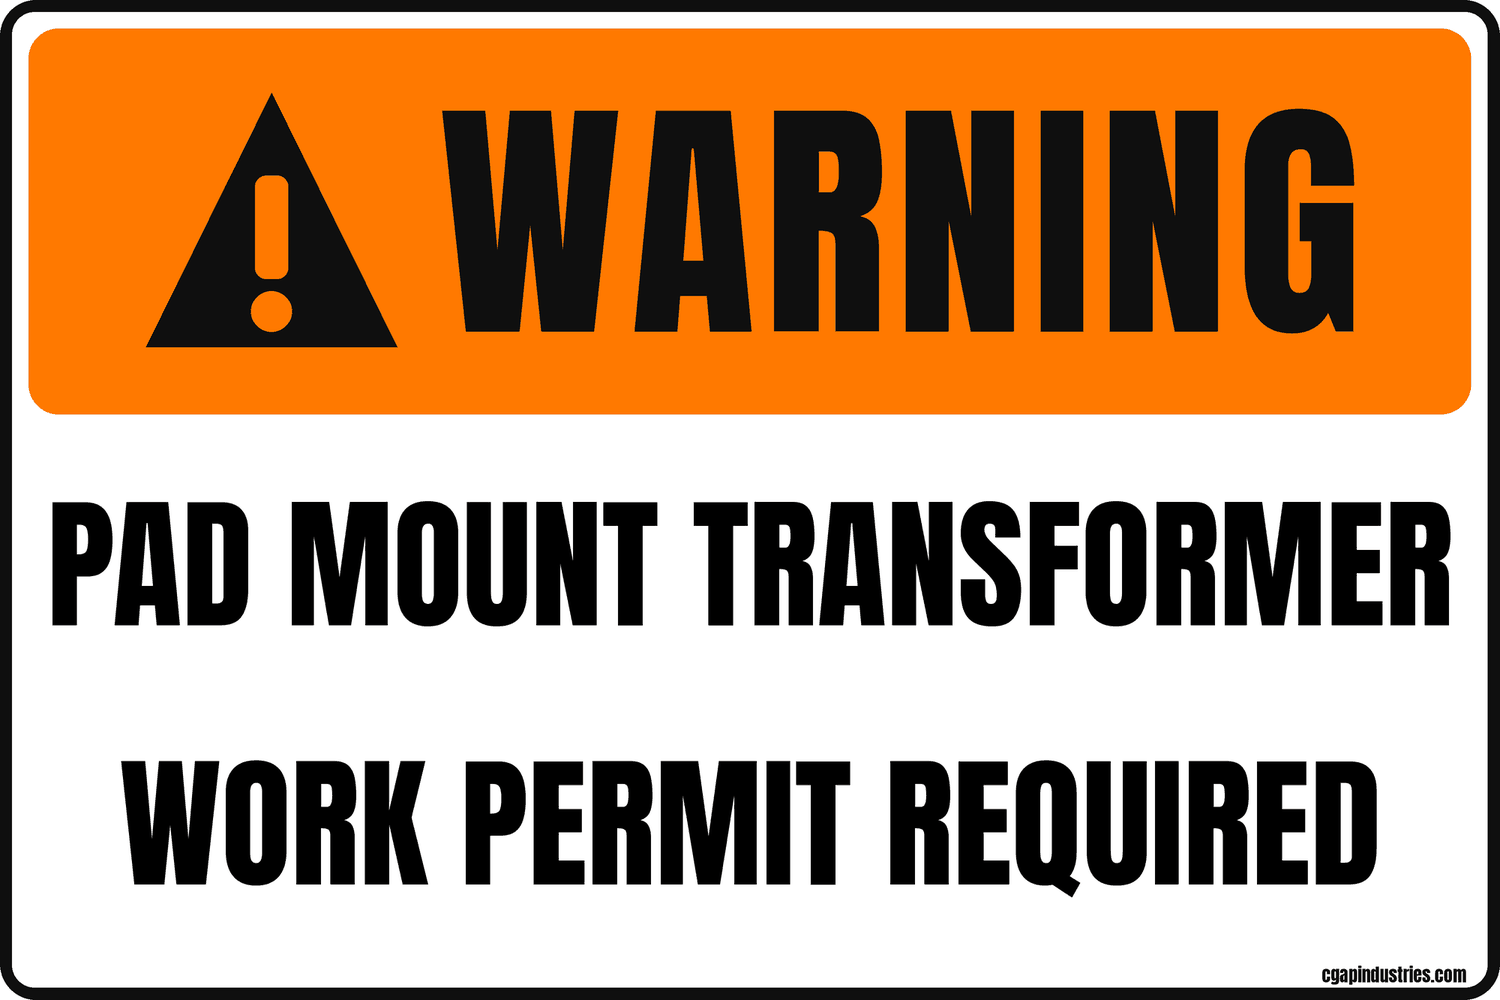 WARNING
PAD MOUNT TRANSFORMER
WORK PERMIT REQUIRED
cgapindustries.com